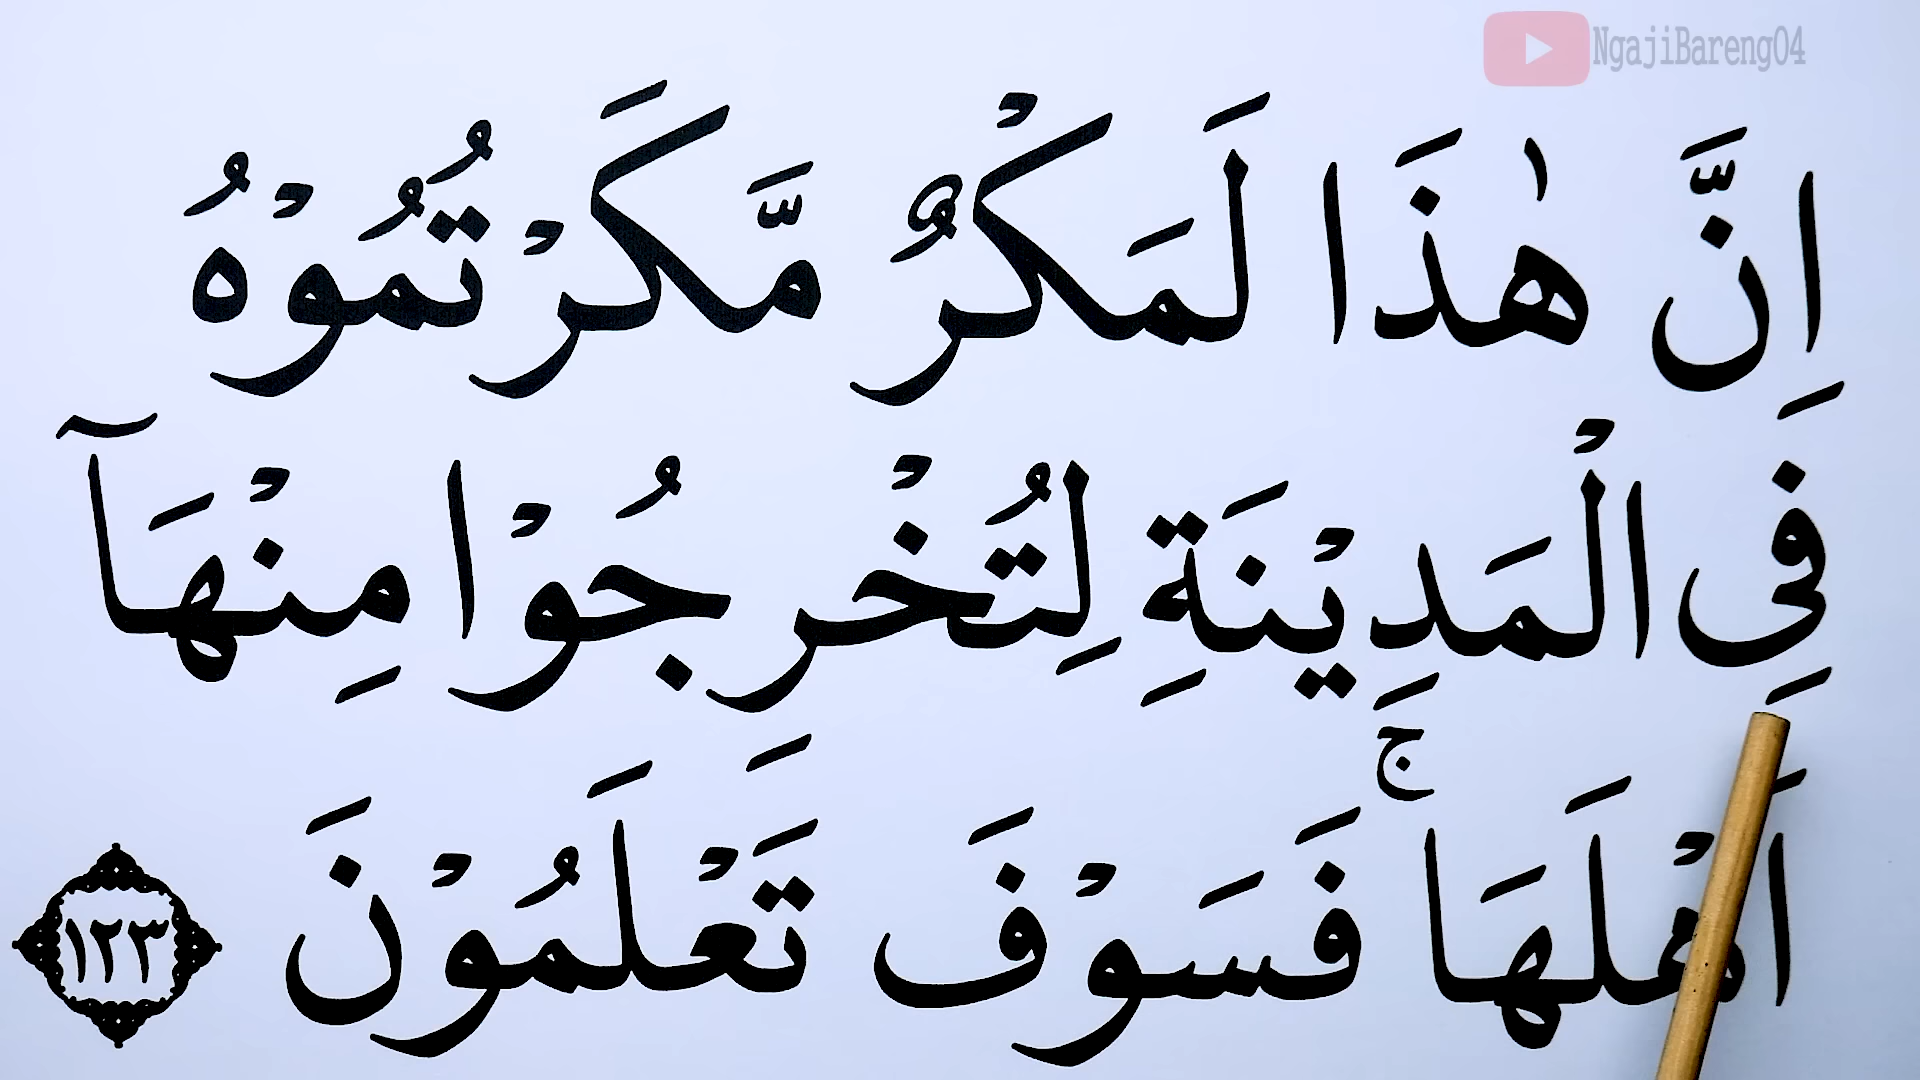 NgajiBareng04
اِنَّ هٰذَا لَمَكْرٌ مَّكَرْتُمُوْهُ
فِى الْمَدِيْنَةِ لِتُخْرِجُوْا مِنْهَآ
اَهْلَهَا ۚ فَسَوْفَ تَعْلَمُوْنَ ١٢٣